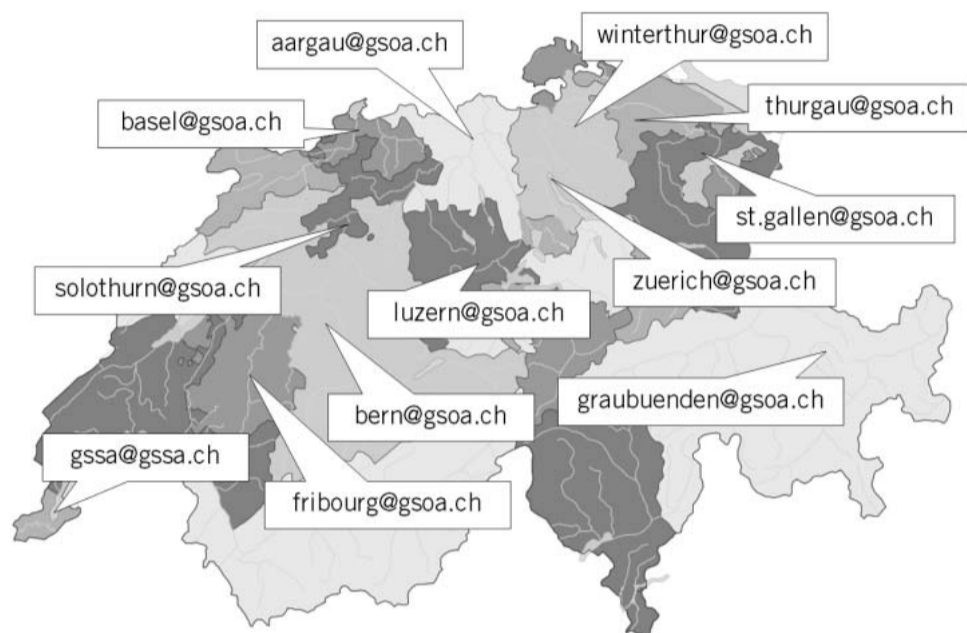 aargau@gsoa.ch
winterthur@gsoa.ch
basel@gsoa.ch
thurgau@gsoa.ch
st.gallen@gsoa.ch
solothurn@gsoa.ch
zuerich@gsoa.ch
luzern@gsoa.ch
bern@gsoa.ch
graubuenden@gsoa.ch
gssa@gssa.ch
fribourg@gsoa.ch